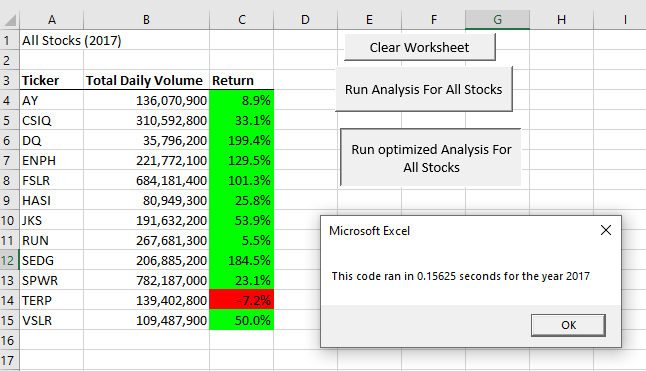 A B C D E F G H I
1 All Stocks (2017)
Clear Worksheet
2
3 Ticker Total Daily Volume Return
Run Analysis For All Stocks
4 AY 136,070,900 8.9%
5 CSIQ 310,592,800 33.1%
6 DQ 35,796,200 199.4%
Run optimized Analysis For
All Stocks
7 ENPH 221,772,100 129.5%
8 FSLR 684,181,400 101.3%
9 HASI 80,949,300 25.8%
10 JKS 191,632,200 53.9%
Microsoft Excel
11 RUN 267,681,300 5.5%
12 SEDG 206,885,200 184.5%
13 SPWR 782,187,000 23.1%
This code ran in 0.15625 seconds for the year 2017
14 TERP 139,402,800 -7.2%
15 VSLR 109,487,900 50.0%
OK
16
17